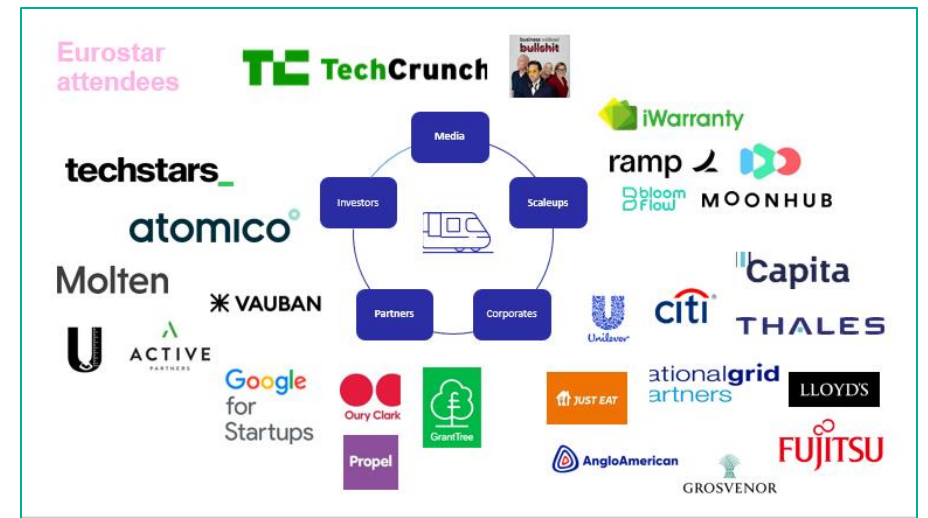 Eurostar
attendees
TC TechCrunch
business without
bullshit
Media
Investors
Scaleups
Partners
Corporates
iWarranty
ramp
bloom
flow
MOONHUB
techstars_
atomico
Molten
VAUBAN
U
ACTIVE
PARTNERS
Google
for
Startups
Oury Clark
GrantTree
Propel
Capita
citi
Unilever
THALES
JUST EAT
ationalgrid
artners
LLOYD'S
AngloAmerican
GROSVENOR
FUJITSU